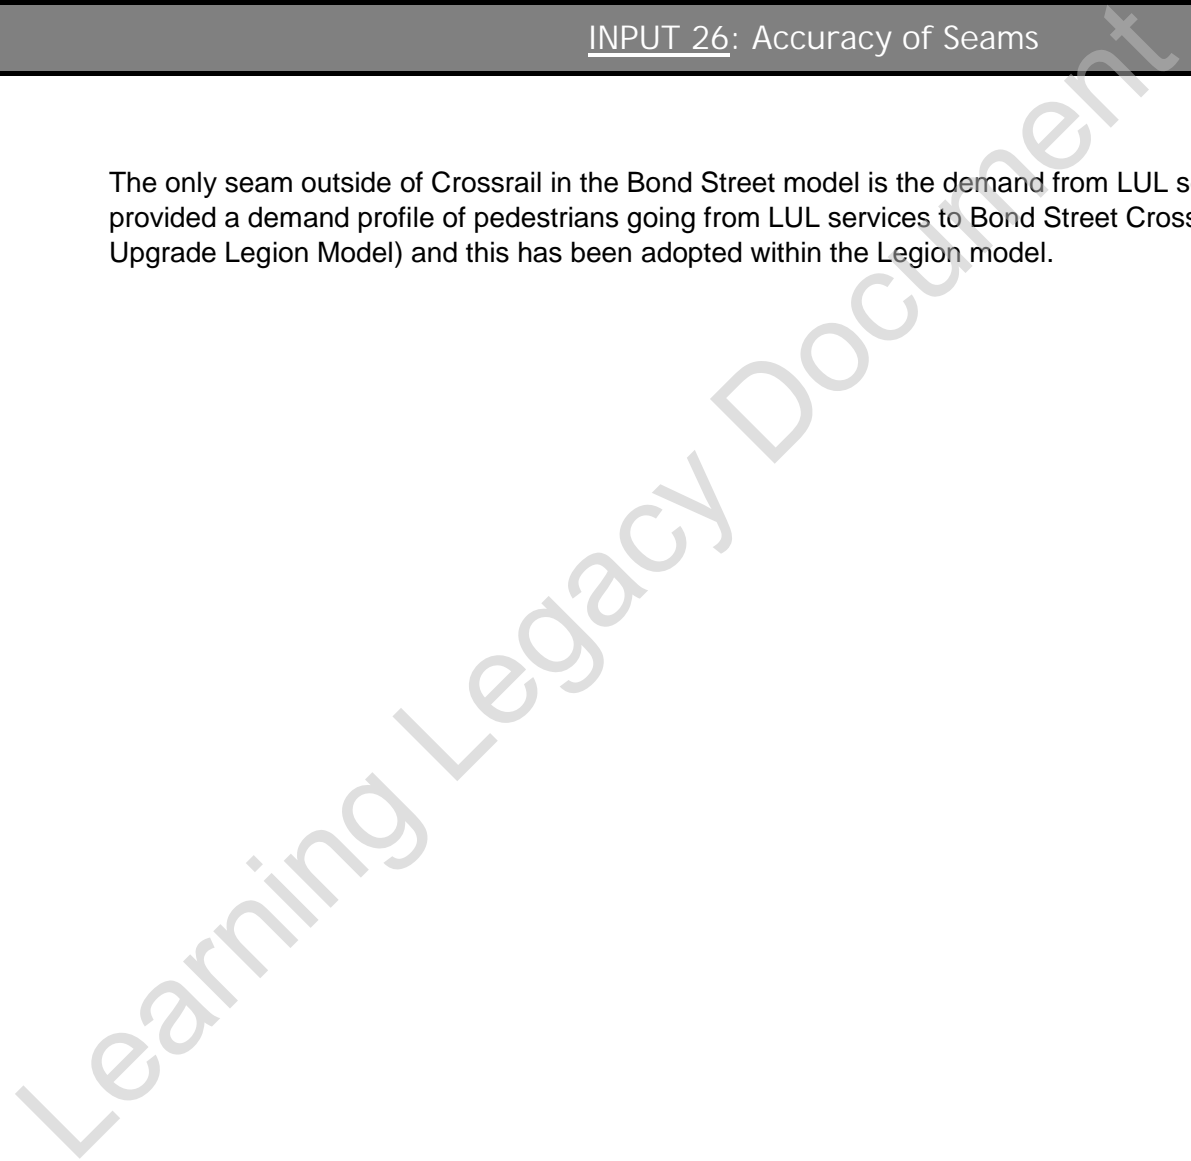 INPUT 26: Accuracy of Seams
The only seam outside of Crossrail in the Bond Street model is the demand from LUL s
provided a demand profile of pedestrians going from LUL services to Bond Street Cross
Upgrade Legion Model) and this has been adopted within the Legion model.
Learning Legacy Document